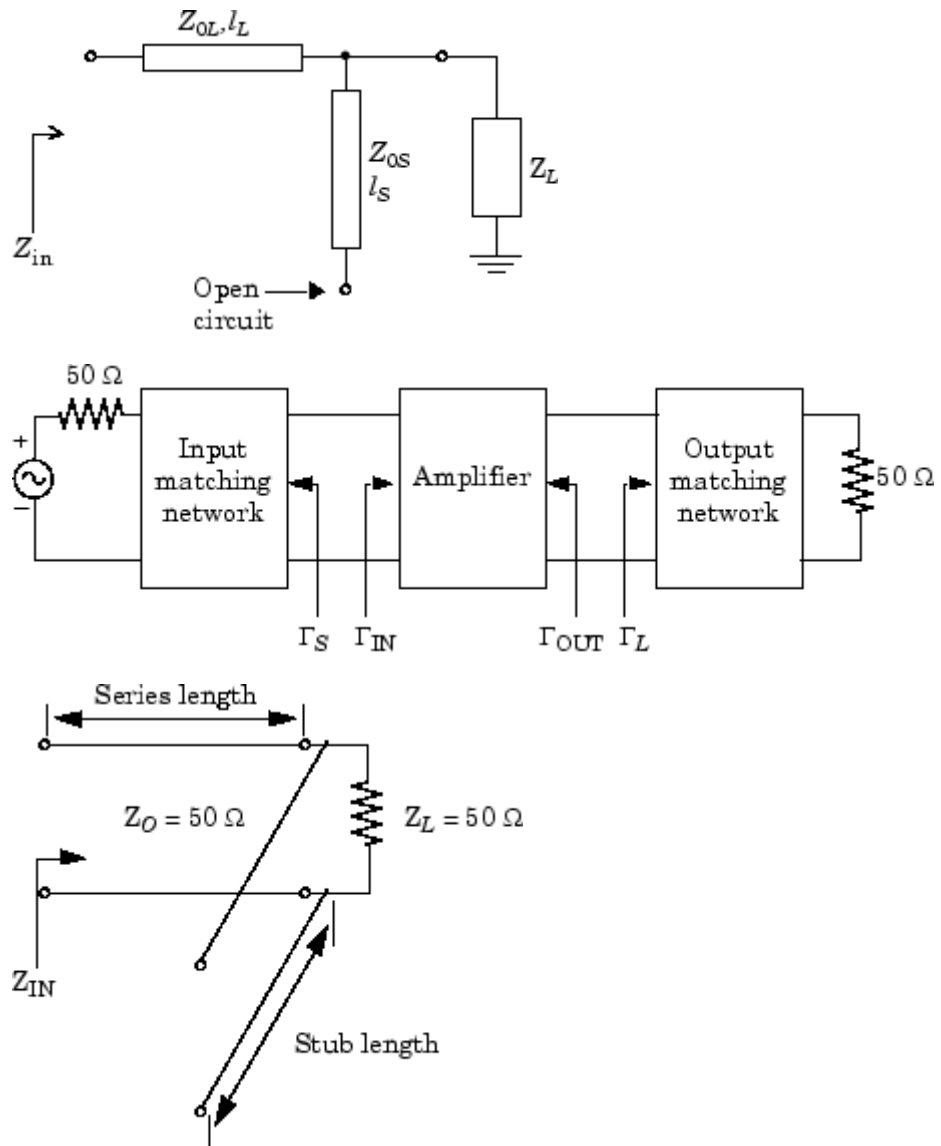 Z0L, lL
Z0S
lS
ZL
Zin
Open
circuit
50 Ω
+
−
Input
matching
network
Amplifier
Output
matching
network
50 Ω
ΓS
ΓIN
ΓOUT
ΓL
Series length
ZO = 50 Ω
ZL = 50 Ω
ZIN
Stub length